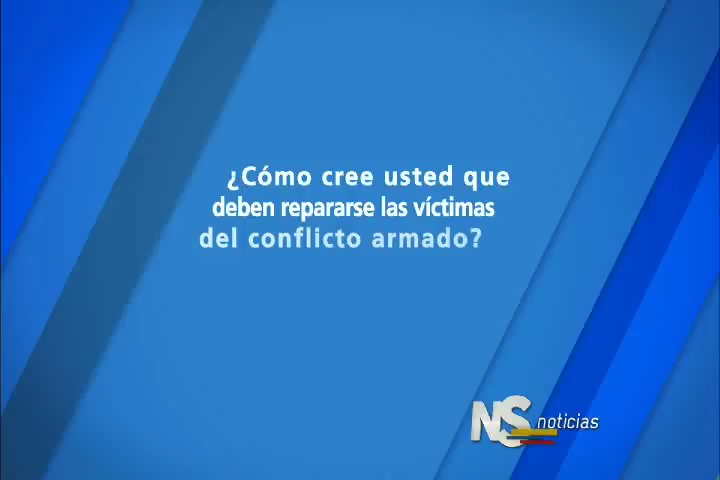 ¿Cómo cree usted que
deben repararse las víctimas
del conflicto armado?
NS noticias